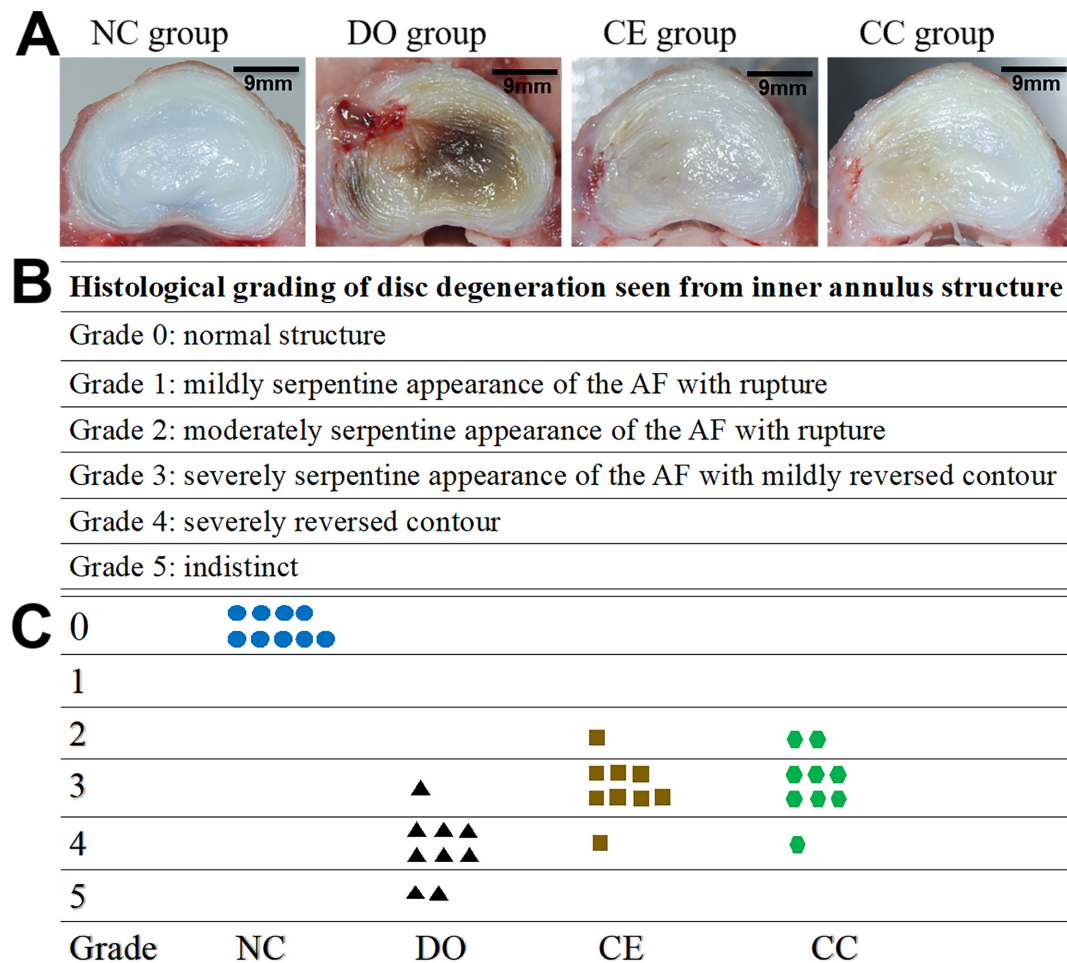 A
NC group
DO group
CE group
CC group
9mm
9mm
9mm
9mm
B
Histological grading of disc degeneration seen from inner annulus structure
Grade 0: normal structure
Grade 1: mildly serpentine appearance of the AF with rupture
Grade 2: moderately serpentine appearance of the AF with rupture
Grade 3: severely serpentine appearance of the AF with mildly reversed contour
Grade 4: severely reversed contour
Grade 5: indistinct
C
0
1
2
3
4
5
Grade NC DO CE CC